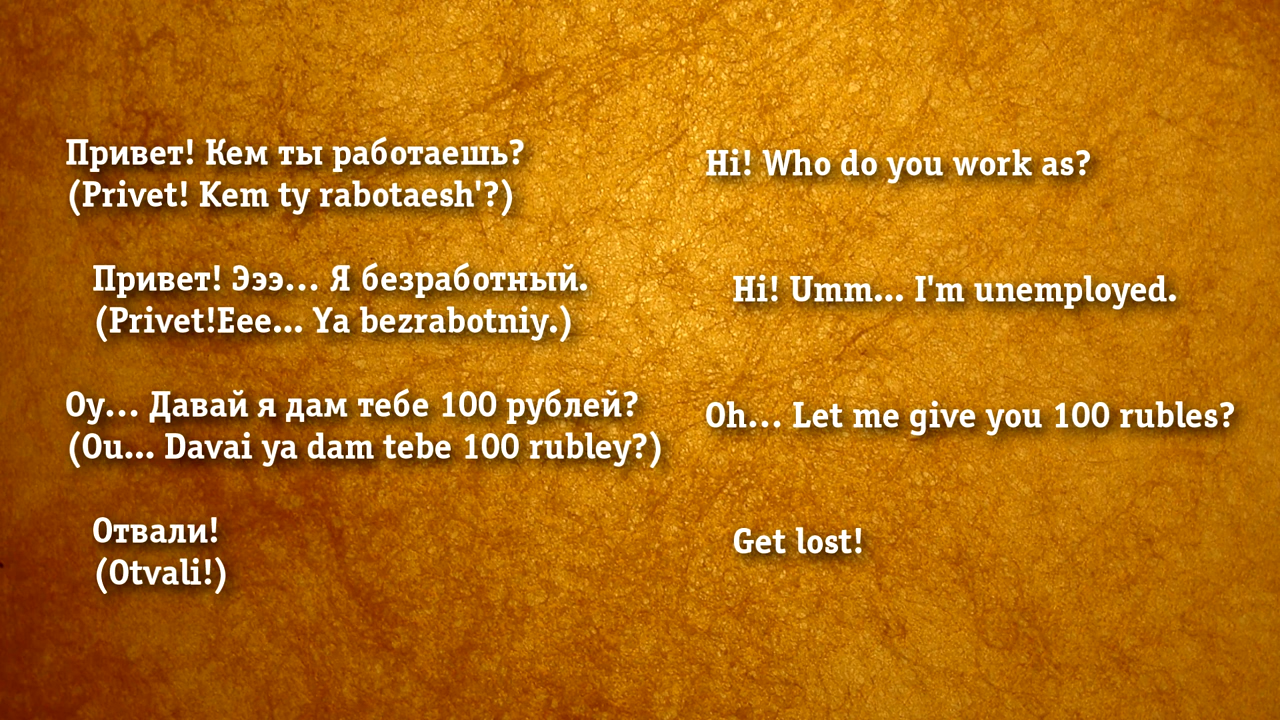 Привет! Кем ты работаешь?
(Privet! Kem ty rabotaesh'?)
Hi! Who do you work as?
Привет! Эээ... Я безработный.
(Privet!Eee... Ya bezrabotniy.)
Hi! Umm... I'm unemployed.
Оу... Давай я дам тебе 100 рублей?
(Ou... Davai ya dam tebe 100 rubley?)
Oh... Let me give you 100 rubles?
Отвали!
(Otvali!)
Get lost!